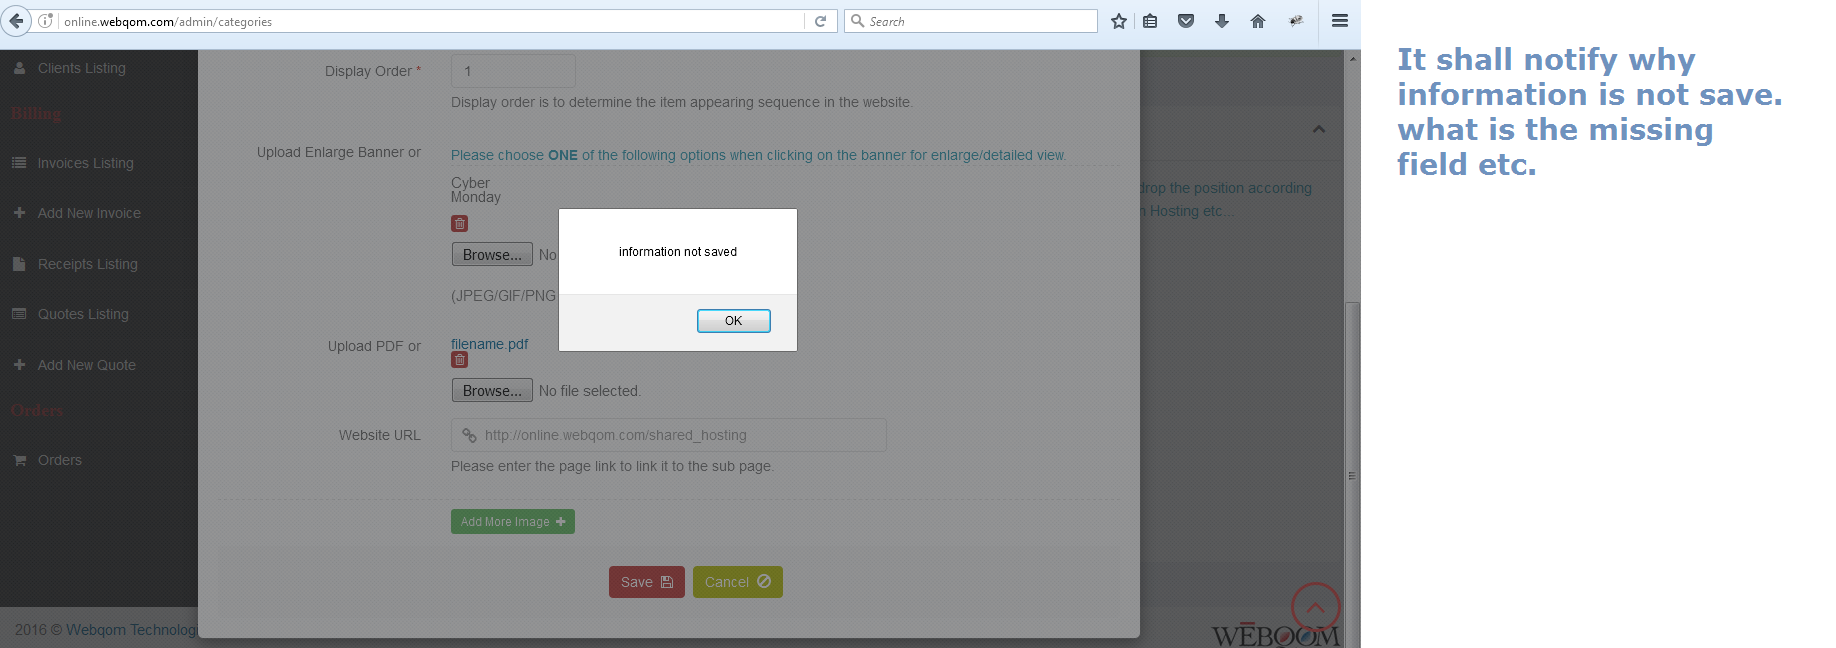 online.webqom.com/admin/categories
Search
Clients Listing
Billing
Invoices Listing
Add New Invoice
Receipts Listing
Quotes Listing
Add New Quote
Orders
Orders
2016 © Webqom Technologi
Display Order *
1
Display order is to determine the item appearing sequence in the website.
Upload Enlarge Banner or
Please choose ONE of the following options when clicking on the banner for enlarge/detailed view.
Cyber
Monday
Browse... No
(JPEG/GIF/PNG
Upload PDF or
filename.pdf
Browse... No file selected.
Website URL
http://online.webqom.com/shared_hosting
Please enter the page link to link it to the sub page.
Add More Image
Save Cancel
information not saved
OK
drop the position according
Hosting etc...
WEBQOM
It shall notify why
information is not save.
what is the missing
field etc.